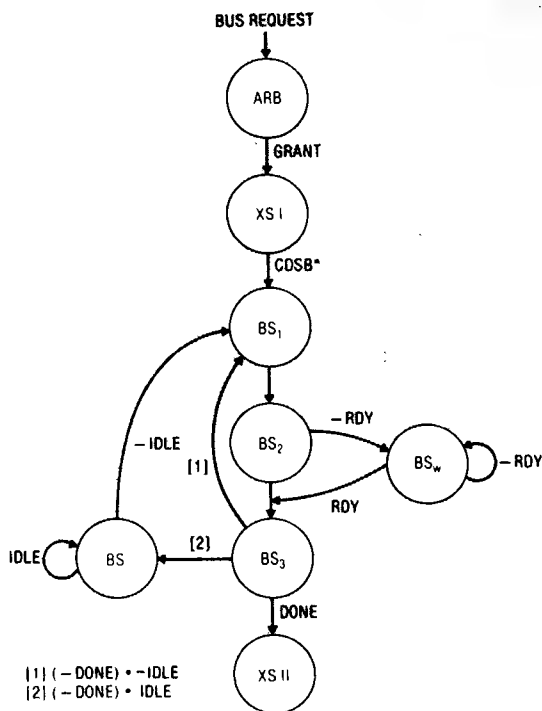 BUS REQUEST
ARB
GRANT
XS I
CDSB*
BS₁
BS₂
−RDY
−IDLE
[1]
BSw
−RDY
RDY
IDLE
BS
[2]
BS₃
DONE
XS II
[1] (−DONE) • −IDLE
[2] (−DONE) • IDLE